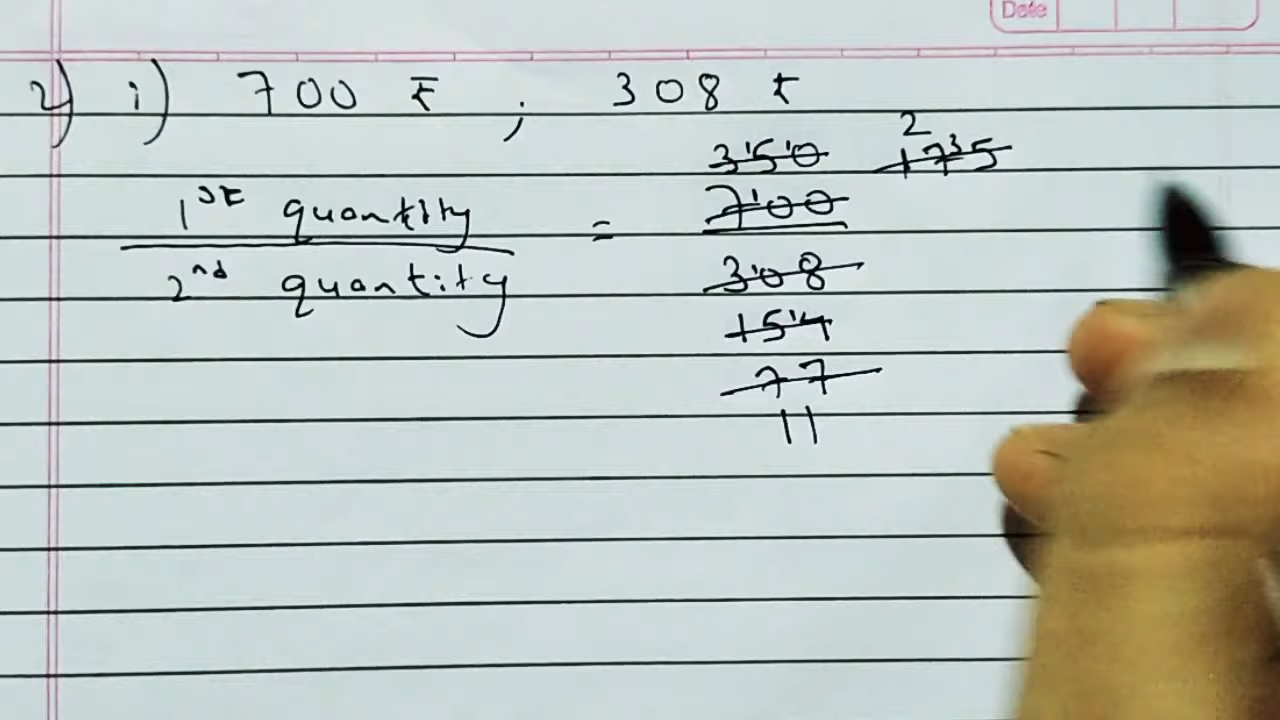 Date
2) i) 700 ₹ ; 308 ₹
2
350 175
1st quantity = 700
2nd quantity 308
154
77
11